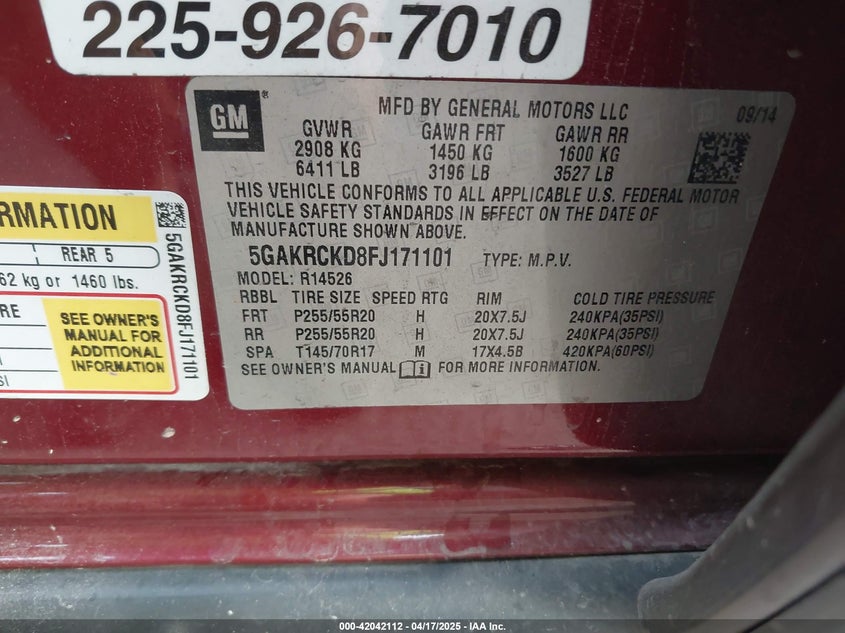 225-926-7010
GM
MFD BY GENERAL MOTORS LLC 09/14
GVWR GAWR FRT GAWR RR
2908 KG 1450 KG 1600 KG
6411 LB 3196 LB 3527 LB
THIS VEHICLE CONFORMS TO ALL APPLICABLE U.S. FEDERAL MOTOR
VEHICLE SAFETY STANDARDS IN EFFECT ON THE DATE OF
MANUFACTURE SHOWN ABOVE.
5GAKRCKD8FJ171101 TYPE: M.P.V.
MODEL: R14526
RBBL TIRE SIZE SPEED RTG RIM COLD TIRE PRESSURE
FRT P255/55R20 H 20X7.5J 240KPA(35PSI)
RR P255/55R20 H 20X7.5J 240KPA(35PSI)
SPA T145/70R17 M 17X4.5B 420KPA(60PSI)
SEE OWNER'S MANUAL FOR MORE INFORMATION.
RMATION
REAR 5
62 kg or 1460 lbs.
RE
SEE OWNER'S
MANUAL FOR
ADDITIONAL
INFORMATION
SI
5GAKRCKD8FJ171101
000-42042112 - 04/17/2025 - IAA Inc.